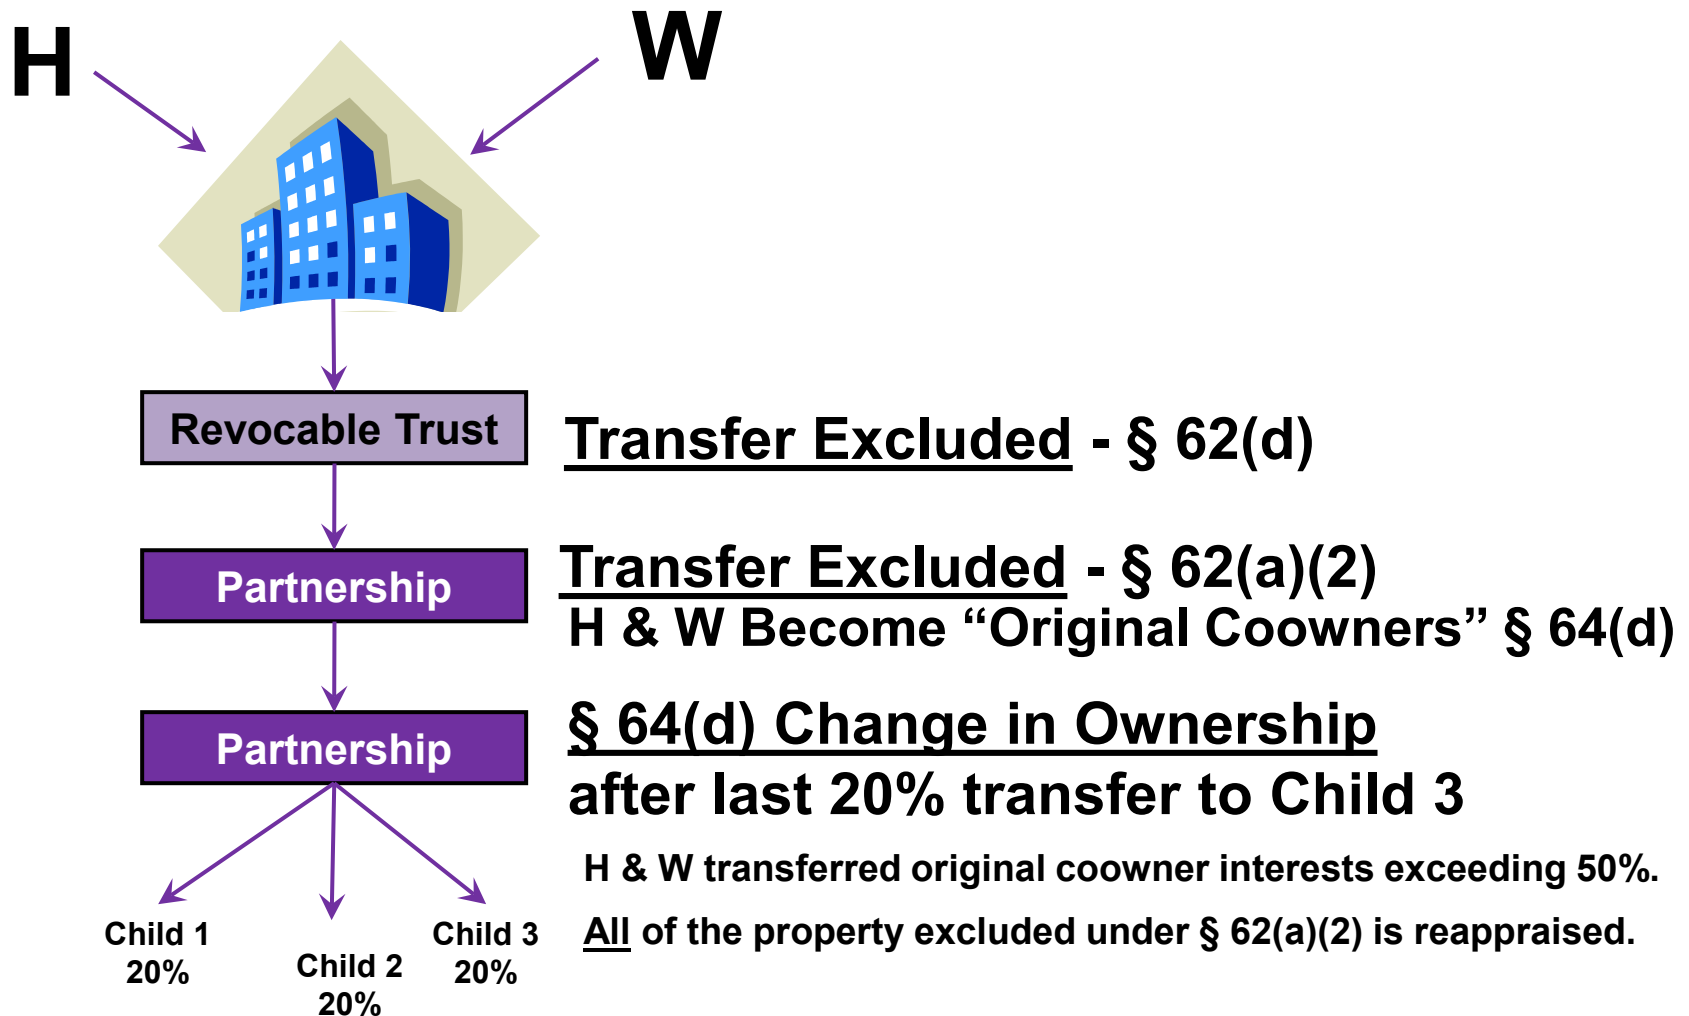 H
W
Revocable Trust
Transfer Excluded - § 62(d)
Partnership
Transfer Excluded - § 62(a)(2)
H & W Become “Original Coowners” § 64(d)
Partnership
§ 64(d) Change in Ownership
after last 20% transfer to Child 3
H & W transferred original coowner interests exceeding 50%.
All of the property excluded under § 62(a)(2) is reappraised.
Child 1
20%
Child 2
20%
Child 3
20%